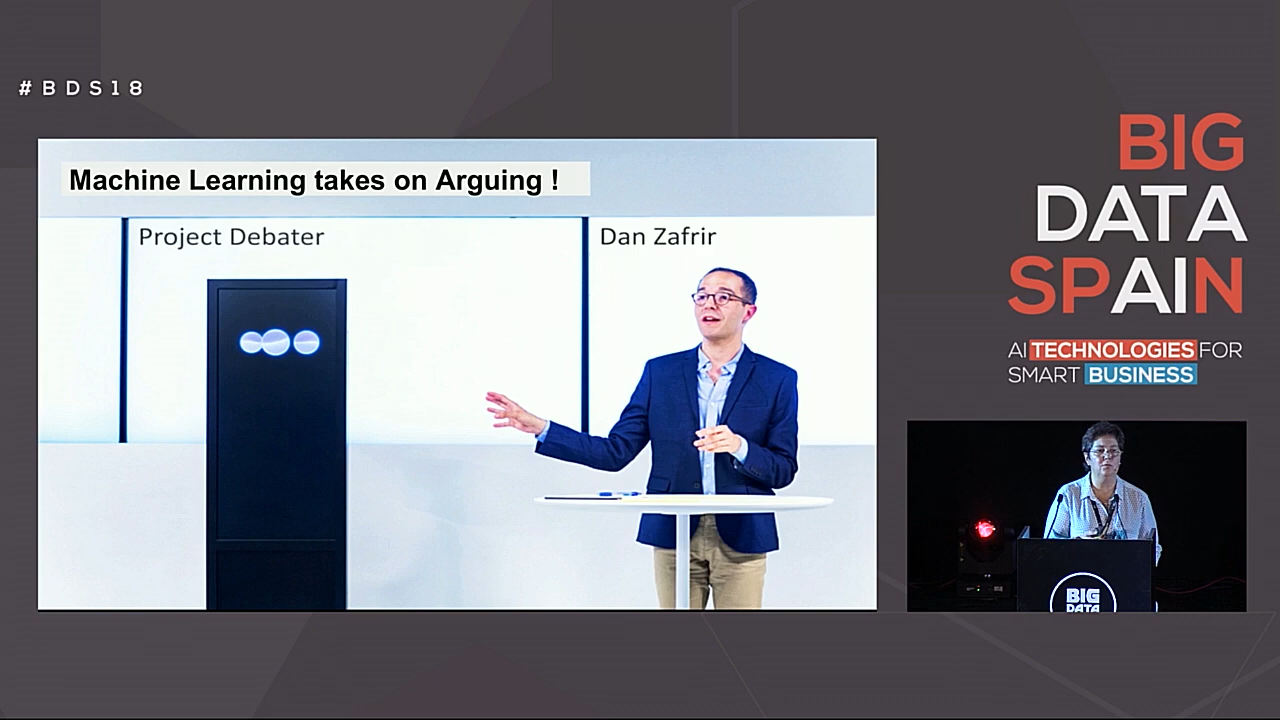 #BDS18
Machine Learning takes on Arguing !
Project Debater
Dan Zafrir
BIG
DATA
SPAIN
AI TECHNOLOGIES FOR
SMART BUSINESS
BIG
DATA